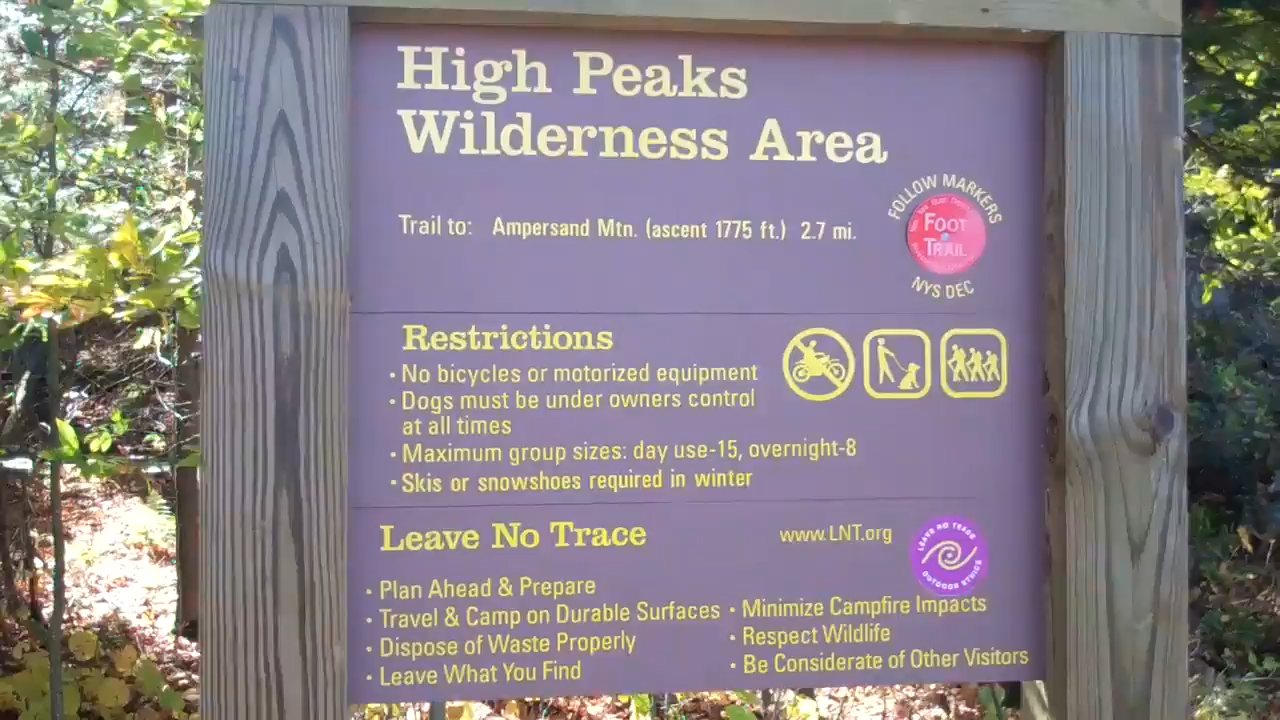 High Peaks
Wilderness Area
Trail to: Ampersand Mtn. (ascent 1775 ft.) 2.7 mi.
FOLLOW MARKERS
FOOT
TRAIL
NYS DEC
Restrictions
• No bicycles or motorized equipment
• Dogs must be under owners control
at all times
• Maximum group sizes: day use-15, overnight-8
• Skis or snowshoes required in winter
Leave No Trace
www.LNT.org
LEAVE NO TRACE
OUTDOOR ETHICS
• Plan Ahead & Prepare
• Travel & Camp on Durable Surfaces
• Dispose of Waste Properly
• Leave What You Find
• Minimize Campfire Impacts
• Respect Wildlife
• Be Considerate of Other Visitors